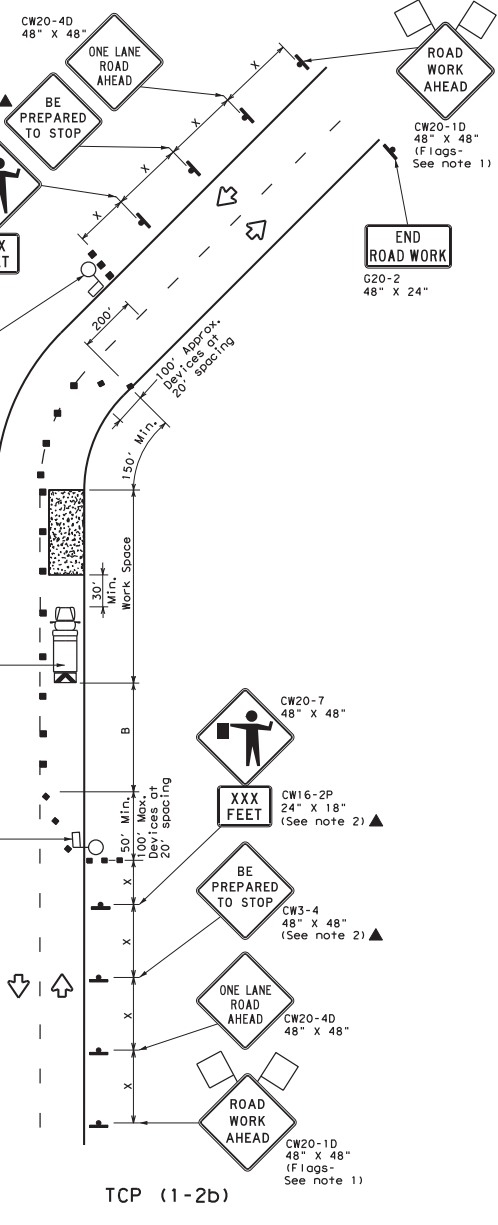 CW20-4D
48" X 48"
ONE LANE
ROAD
AHEAD
BE
PREPARED
TO STOP
X
X
X
X
ROAD
WORK
AHEAD
CW20-1D
48" X 48"
(Flags-
See note 1)
END
ROAD WORK
G20-2
48" X 24"
200'
100' Approx.
Devices at
20' spacing
150' Min.
Work Space
30'
Min.
B
50' Min.
100' Max.
Devices at
20' spacing
CW20-7
48" X 48"
XXX
FEET
CW16-2P
24" X 18"
(See note 2)
X
BE
PREPARED
TO STOP
CW3-4
48" X 48"
(See note 2)
X
ONE LANE
ROAD
AHEAD
CW20-4D
48" X 48"
X
X
ROAD
WORK
AHEAD
CW20-1D
48" X 48"
(Flags-
See note 1)
TCP (1-2b)